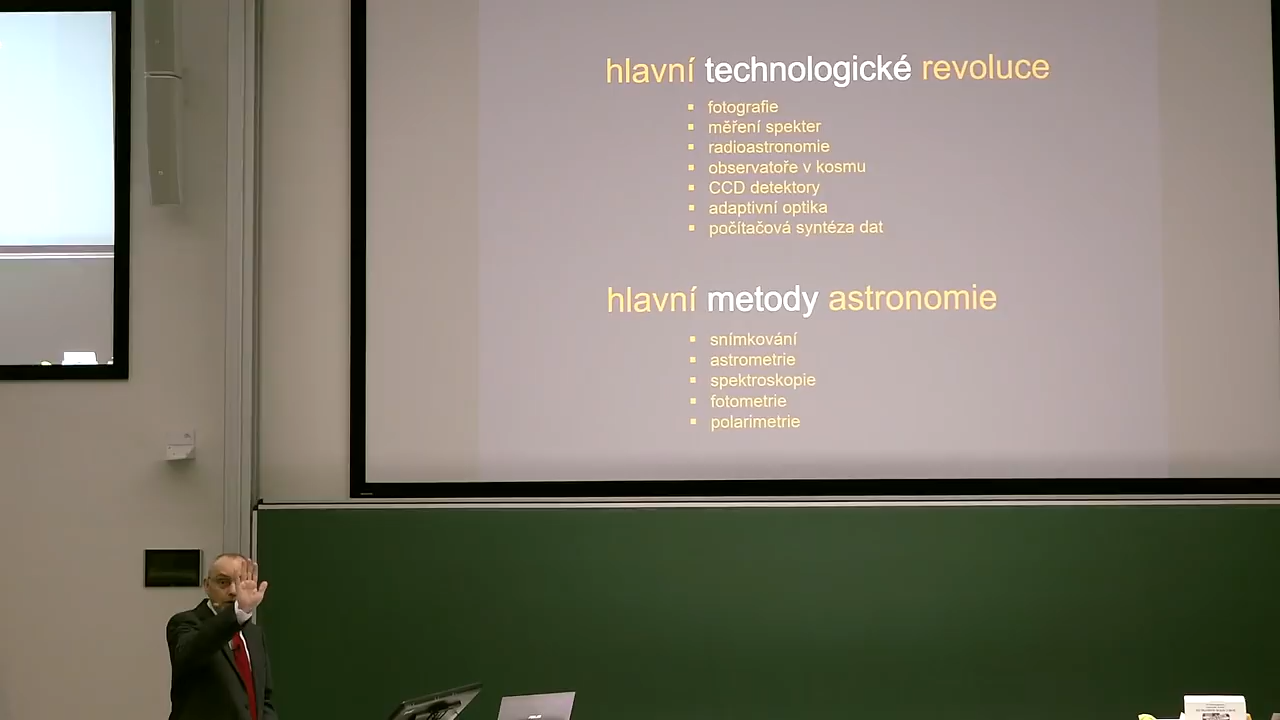 hlavní technologické revoluce
▪ fotografie
▪ měření spekter
▪ radioastronomie
▪ observatoře v kosmu
▪ CCD detektory
▪ adaptivní optika
▪ počítačová syntéza dat
hlavní metody astronomie
▪ snímkování
▪ astrometrie
▪ spektroskopie
▪ fotometrie
▪ polarimetrie